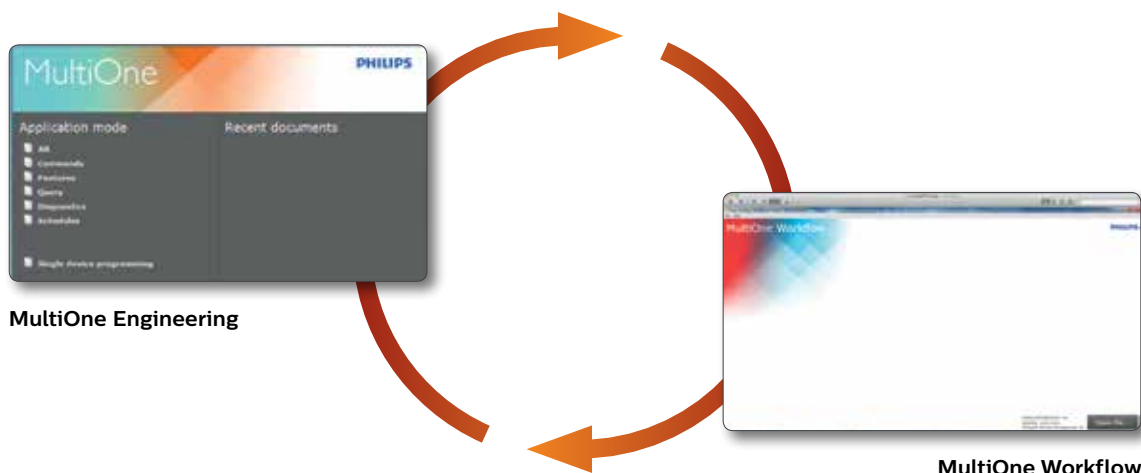 MultiOne
PHILIPS
Application mode
Recent documents
All
Commands
Features
Query
Diagnostics
Schedules
Single device programming
MultiOne Engineering
MultiOne Workflow
PHILIPS
MultiOne Workflow